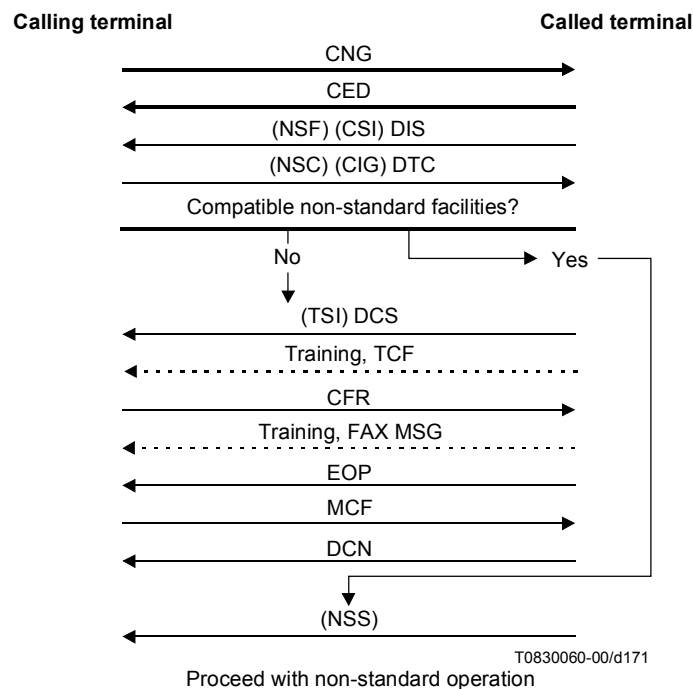 Calling terminal Called terminal
CNG
CED
(NSF) (CSI) DIS
(NSC) (CIG) DTC
Compatible non-standard facilities?
No Yes
(TSI) DCS
Training, TCF
CFR
Training, FAX MSG
EOP
MCF
DCN
(NSS)
T0830060-00/d171
Proceed with non-standard operation